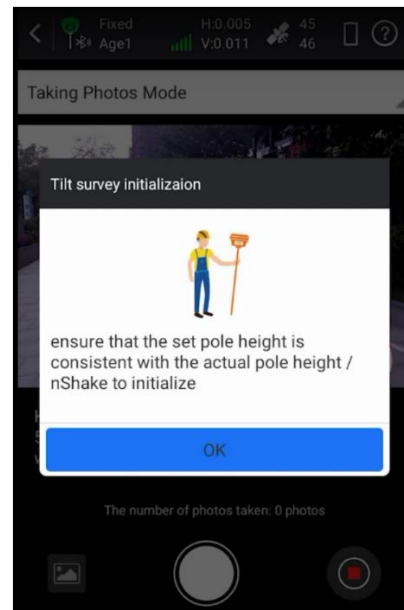 Fixed H:0.005 45
Age1 V:0.011 46
Taking Photos Mode
Tilt survey initializaion
ensure that the set pole height is
consistent with the actual pole height /
nShake to initialize
OK
The number of photos taken: 0 photos